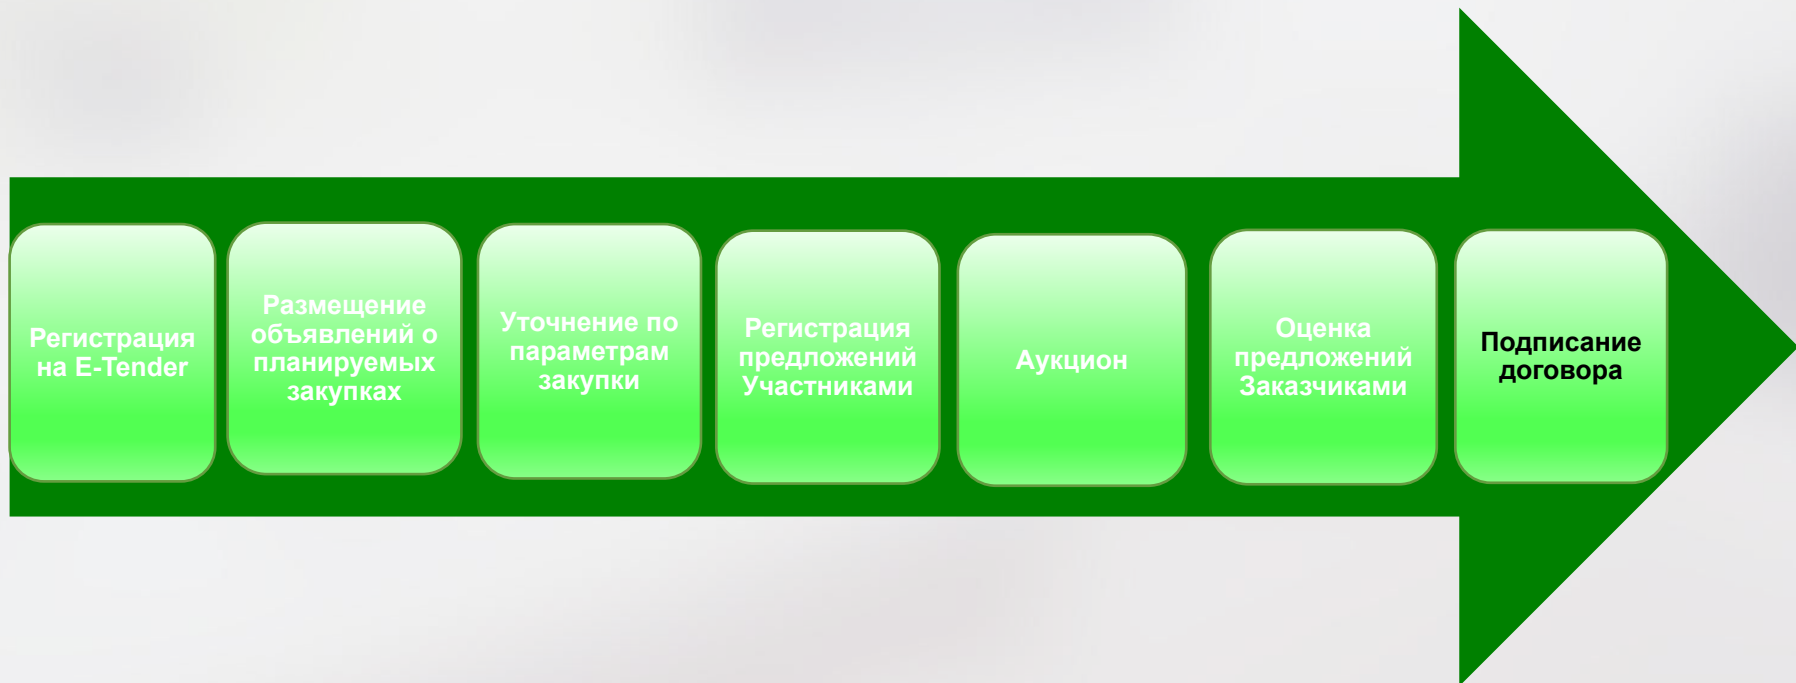 Регистрация
на E-Tender
Размещение
объявлений о
планируемых
закупках
Уточнение по
параметрам
закупки
Регистрация
предложений
Участниками
Аукцион
Оценка
предложений
Заказчиками
Подписание
договора